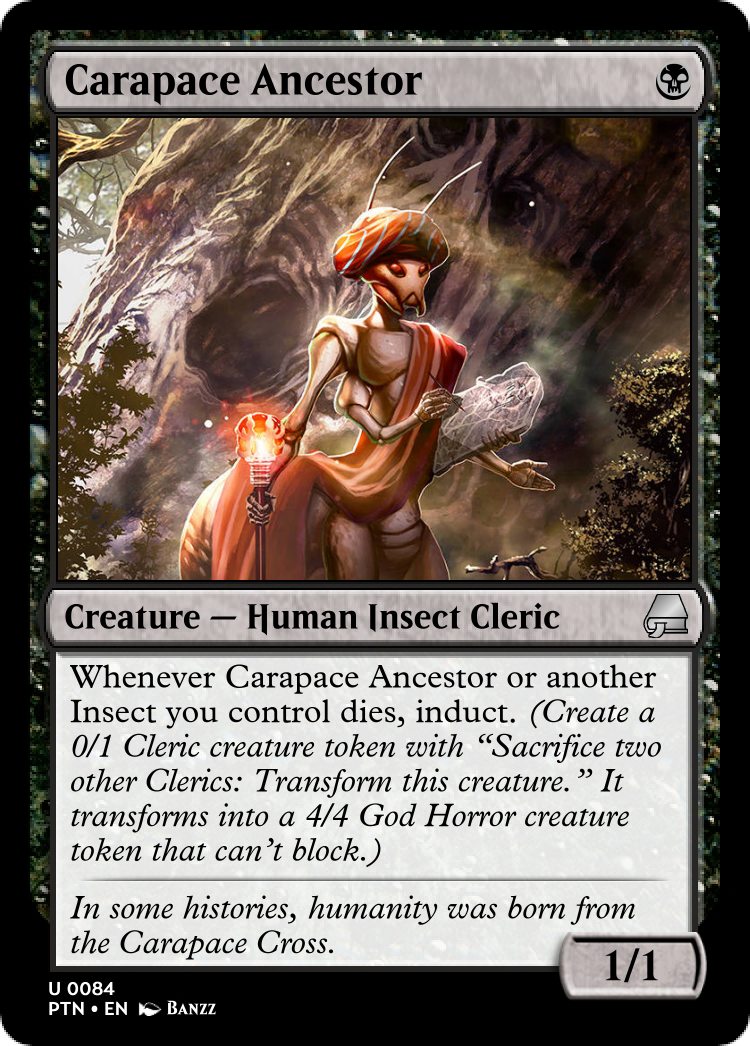 Carapace Ancestor
Creature — Human Insect Cleric
Whenever Carapace Ancestor or another
Insect you control dies, induct. (Create a
0/1 Cleric creature token with “Sacrifice two
other Clerics: Transform this creature.” It
transforms into a 4/4 God Horror creature
token that can’t block.)
In some histories, humanity was born from
the Carapace Cross.
1/1
U 0084
PTN • EN Banzz